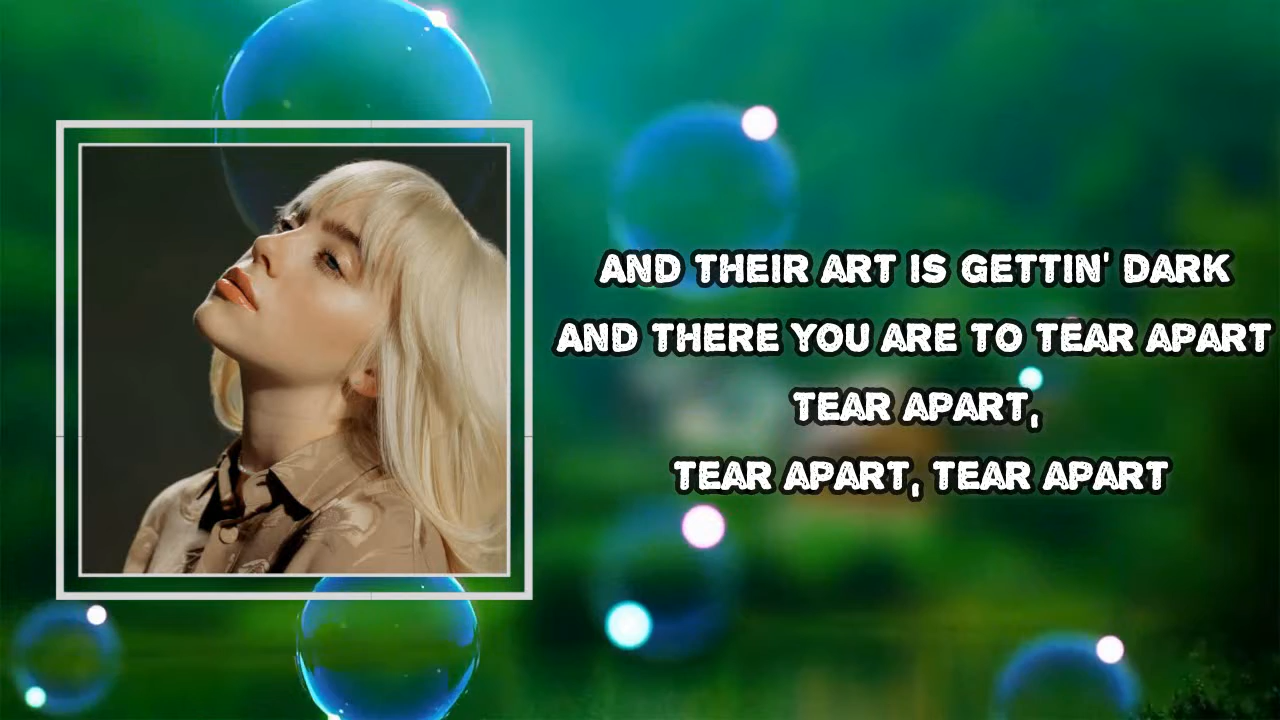 AND THEIR ART IS GETTIN' DARK
AND THERE YOU ARE TO TEAR APART
TEAR APART,
TEAR APART, TEAR APART